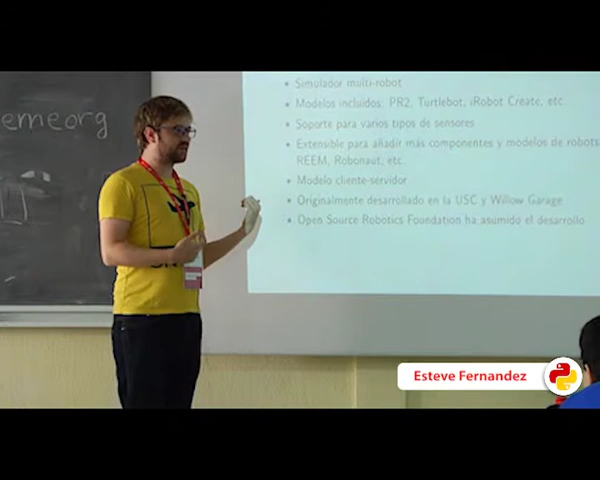 emeorg
• Simulador multi-robot
• Modelos incluidos: PR2, Turtlebot, iRobot Create, etc
• Soporte para varios tipos de sensores
• Extensible para añadir más componentes y modelos de robots
REEM, Robonaut, etc.
• Modelo cliente-servidor
• Originalmente desarrollado en la USC y Willow Garage
• Open Source Robotics Foundation ha asumido el desarrollo
Esteve Fernandez